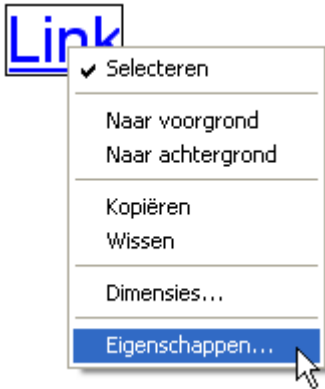 Link
Selecteren
Naar voorgrond
Naar achtergrond
Kopiëren
Wissen
Dimensies...
Eigenschappen...